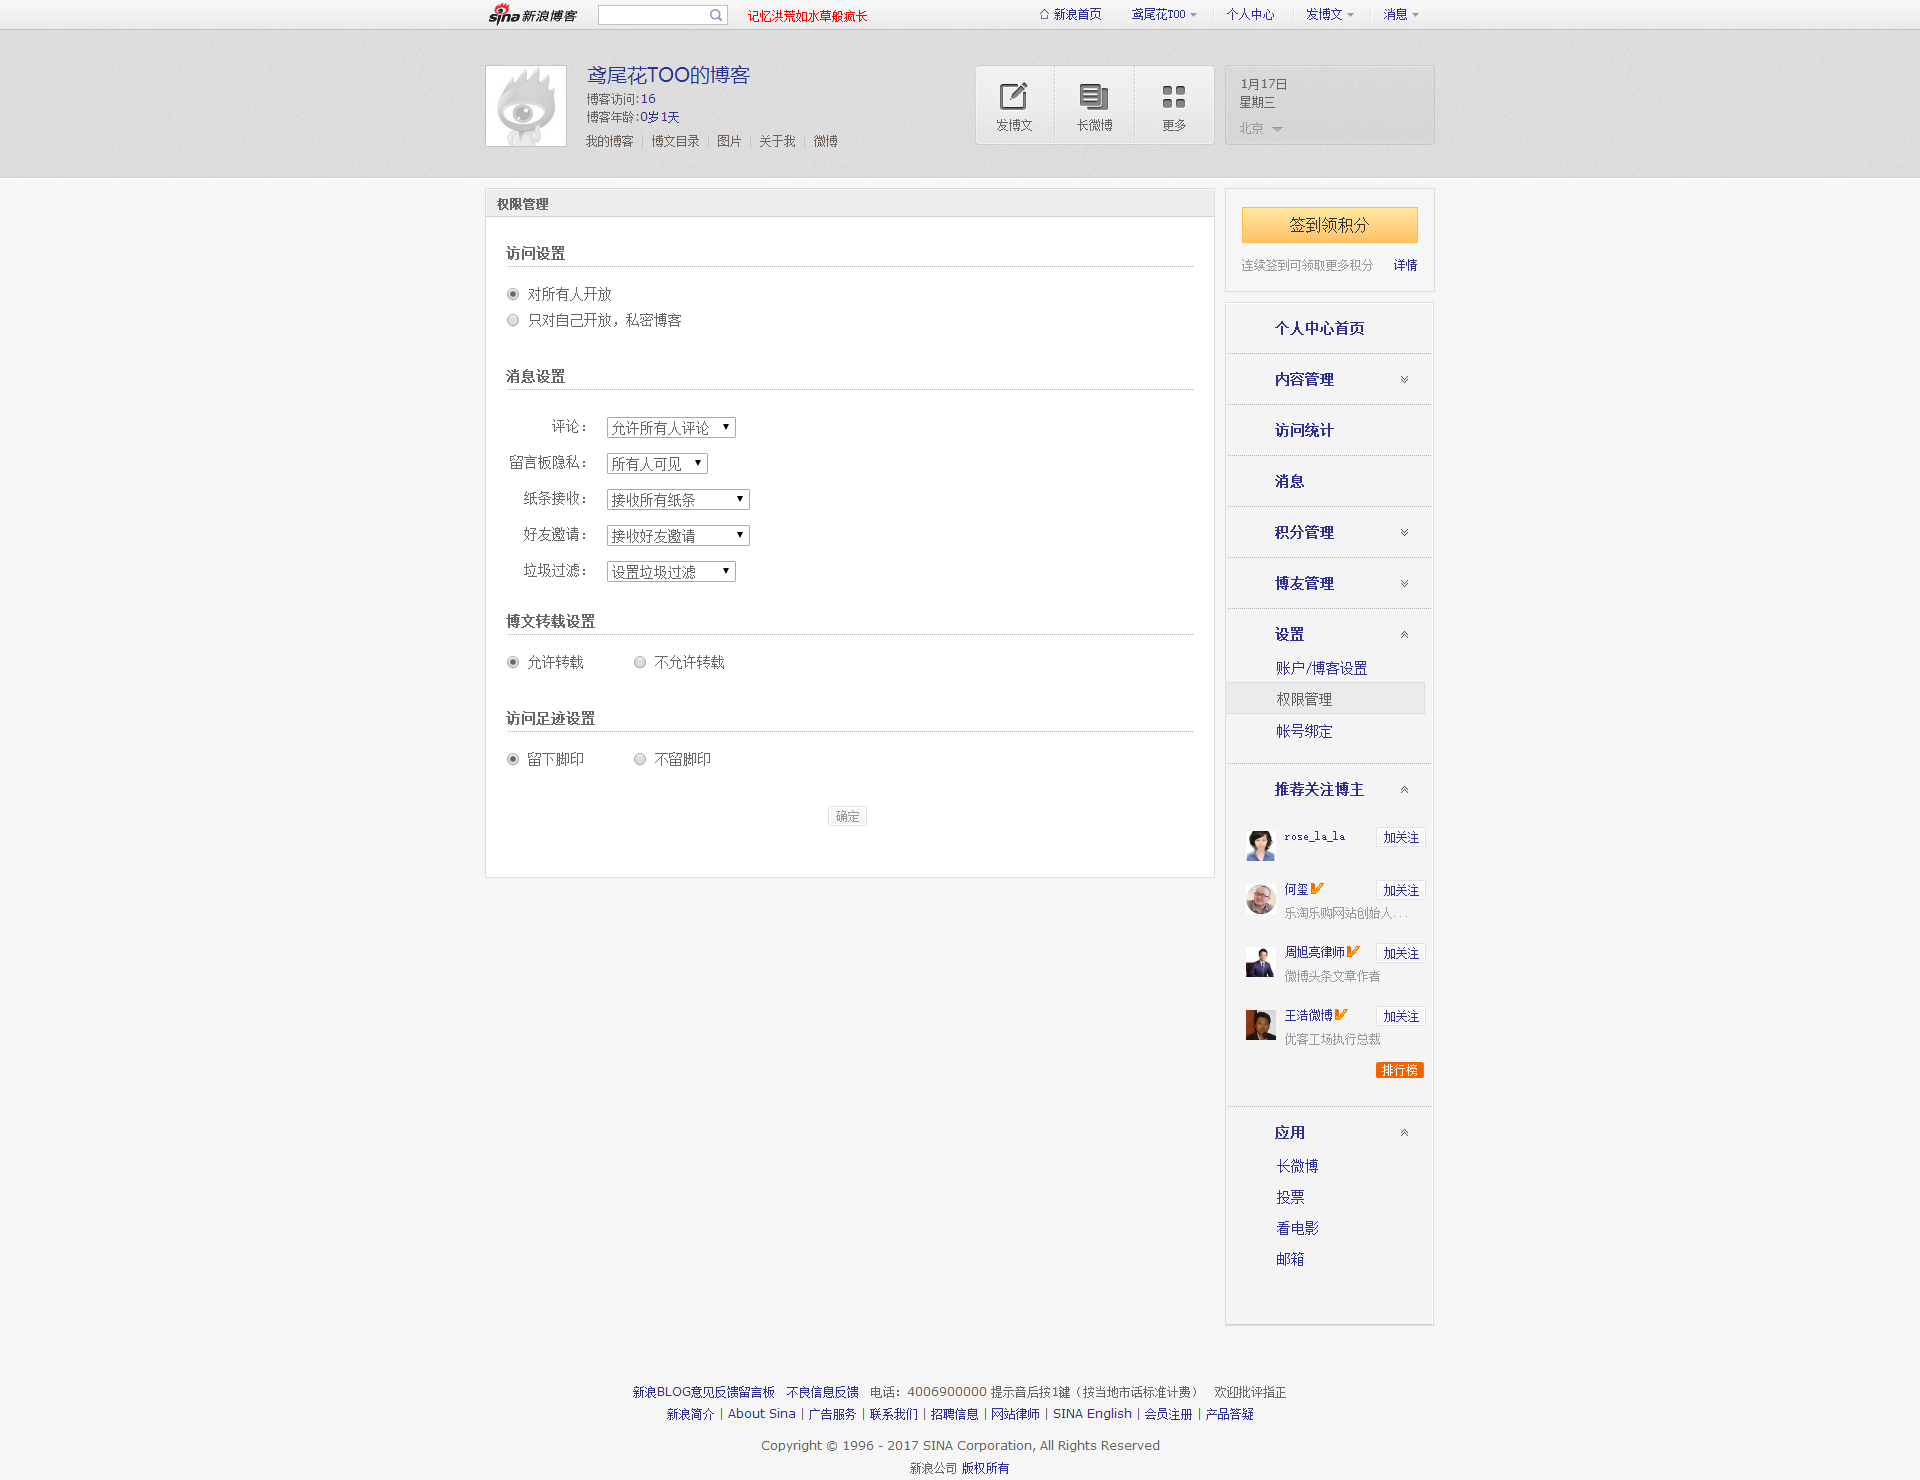 sina新浪博客
记忆洪荒如水草般疯长
新浪首页 鸢尾花TOO 个人中心 发博文 消息
鸢尾花TOO的博客
博客访问:16
博客年龄:0岁1天
我的博客 博文目录 图片 关于我 微博
发博文 长微博 更多
1月17日
星期三
北京
权限管理
访问设置
对所有人开放
只对自己开放，私密博客
消息设置
评论： 允许所有人评论
留言板隐私： 所有人可见
纸条接收： 接收所有纸条
好友邀请： 接收好友邀请
垃圾过滤： 设置垃圾过滤
博文转载设置
允许转载 不允许转载
访问足迹设置
留下脚印 不留脚印
确定
签到领积分
连续签到可领取更多积分 详情
个人中心首页
内容管理
访问统计
消息
积分管理
博友管理
设置
账户/博客设置
权限管理
帐号绑定
推荐关注博主
rose_la_la 加关注
何玺 加关注
乐淘乐购网站创始人...
周旭亮律师 加关注
微博头条文章作者
王浩微博 加关注
优客工场执行总裁
排行榜
应用
长微博
投票
看电影
邮箱
新浪BLOG意见反馈留言板 不良信息反馈 电话：4006900000 提示音后按1键（按当地市话标准计费） 欢迎批评指正
新浪简介 | About Sina | 广告服务 | 联系我们 | 招聘信息 | 网站律师 | SINA English | 会员注册 | 产品答疑
Copyright © 1996 - 2017 SINA Corporation, All Rights Reserved
新浪公司 版权所有